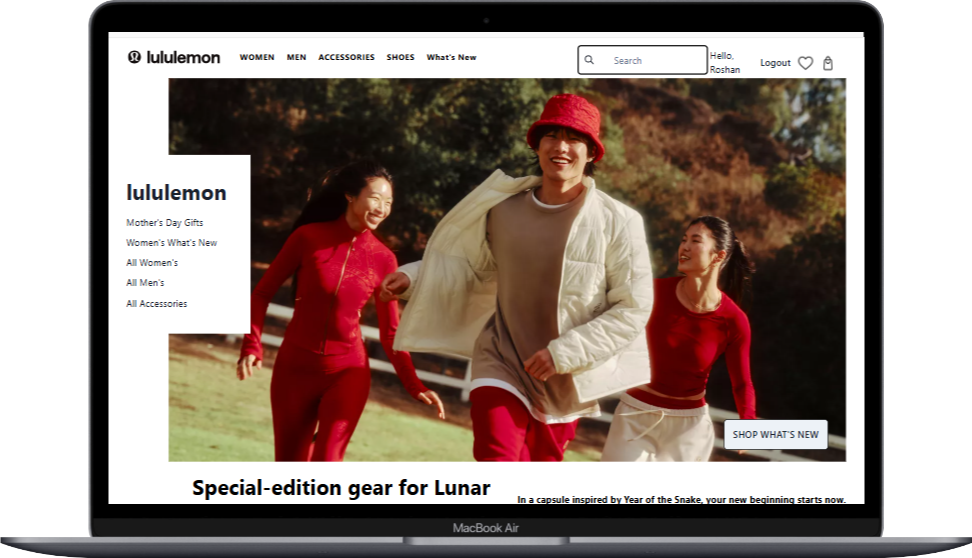 lululemon WOMEN MEN ACCESSORIES SHOES What's New Search Hello, Roshan Logout
lululemon
Mother's Day Gifts
Women's What's New
All Women's
All Men's
All Accessories
SHOP WHAT'S NEW
Special-edition gear for Lunar
In a capsule inspired by Year of the Snake, your new beginning starts now.
MacBook Air